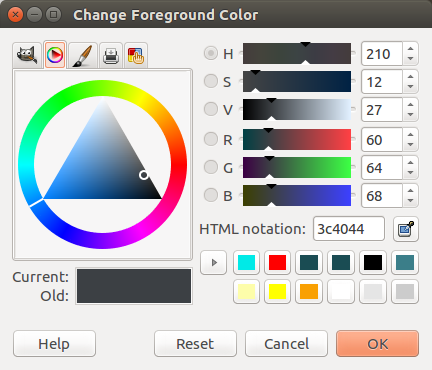 Change Foreground Color
H 210
S 12
V 27
R 60
G 64
B 68
HTML notation: 3c4044
Current:
Old:
Help Reset Cancel OK